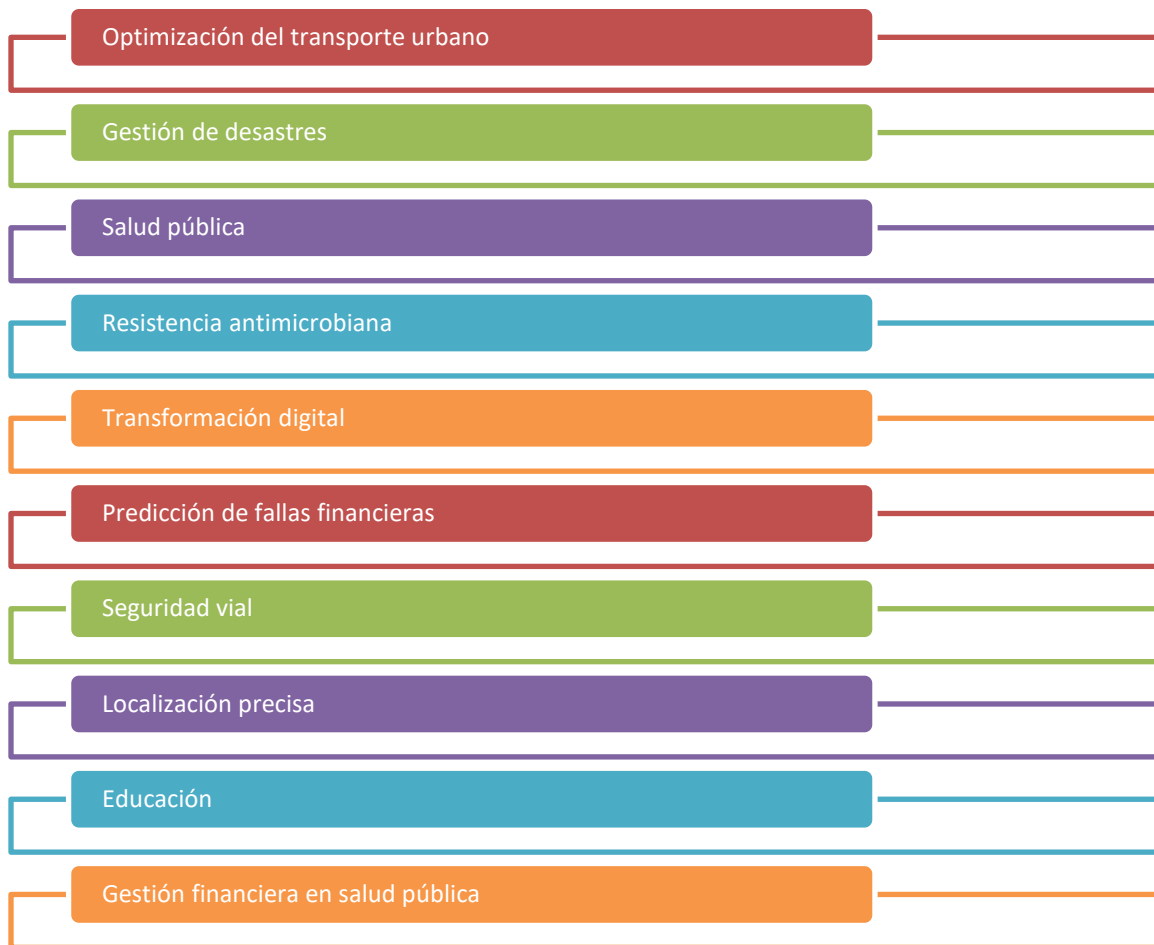 Optimización del transporte urbano
Gestión de desastres
Salud pública
Resistencia antimicrobiana
Transformación digital
Predicción de fallas financieras
Seguridad vial
Localización precisa
Educación
Gestión financiera en salud pública